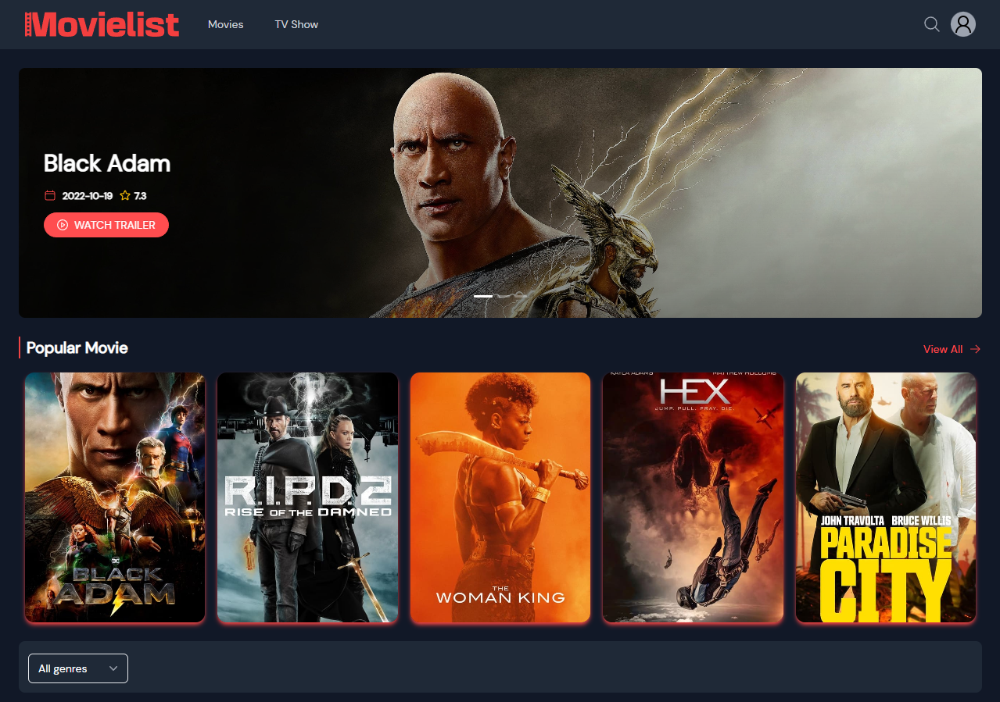 Movielist
Movies
TV Show
Black Adam
2022-10-19 7.3
WATCH TRAILER
Popular Movie
View All
DC
BLACK
ADAM
R.I.P.D.2
RISE OF THE DAMNED
THE
WOMAN KING
KAYLA ADAMS MATTHEW HOLCOMB
HEX
JUMP. PULL. PRAY. DIE.
JOHN TRAVOLTA BRUCE WILLIS
PARADISE
CITY
All genres